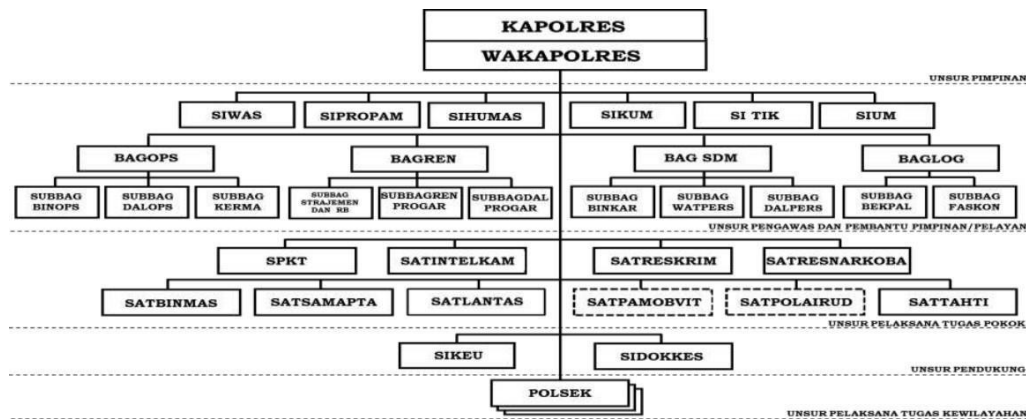 KAPOLRES
WAKAPOLRES
UNSUR PIMPINAN
SIWAS
SIPROPAM
SIHUMAS
SIKUM
SI TIK
SIUM
BAGOPS
BAGREN
BAG SDM
BAGLOG
SUBBAG
BINOPS
SUBBAG
DALOPS
SUBBAG
KERMA
SUBBAG
STRAJEMEN
DAN RB
SUBBAGREN
PROGAR
SUBBAGDAL
PROGAR
SUBBAG
BINKAR
SUBBAG
WATPERS
SUBBAG
DALPERS
SUBBAG
BEKPAL
SUBBAG
FASKON
UNSUR PENGAWAS DAN PEMBANTU PIMPINAN/PELAYAN
SPKT
SATINTELKAM
SATRESKRIM
SATRESNARKOBA
SATBINMAS
SATSAMAPTA
SATLANTAS
SATPAMOBVIT
SATPOLAIRUD
SATTAHTI
UNSUR PELAKSANA TUGAS POKOK
SIKEU
SIDOKKES
UNSUR PENDUKUNG
POLSEK
UNSUR PELAKSANA TUGAS KEWILAYAHAN